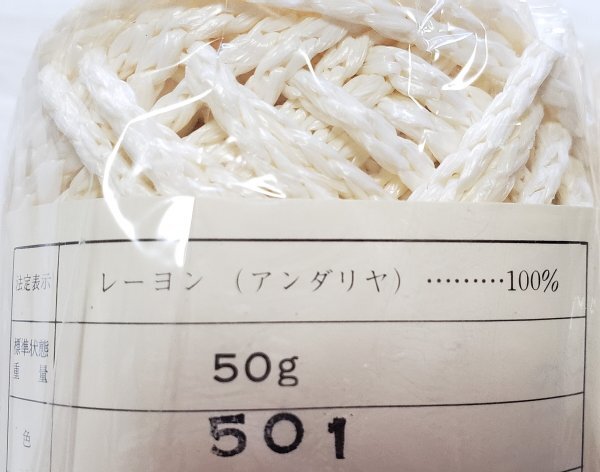 法定表示 レーヨン （アンダリヤ） ………100%
標準状態
重量 50g
色 501